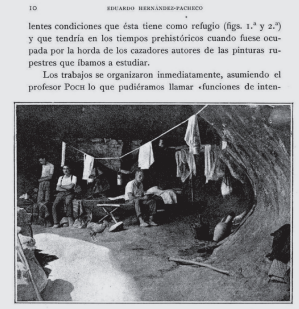 10 EDUARDO HERNÁNDEZ-PACHECO
lentes condiciones que ésta tiene como refugio (figs. 1.ª y 2.ª)
y que tendría en los tiempos prehistóricos cuando fuese ocu-
pada por la horda de los cazadores autores de las pinturas ru-
pestres que íbamos a estudiar.
Los trabajos se organizaron inmediatamente, asumiendo el
profesor POCH lo que pudiéramos llamar «funciones de inten-